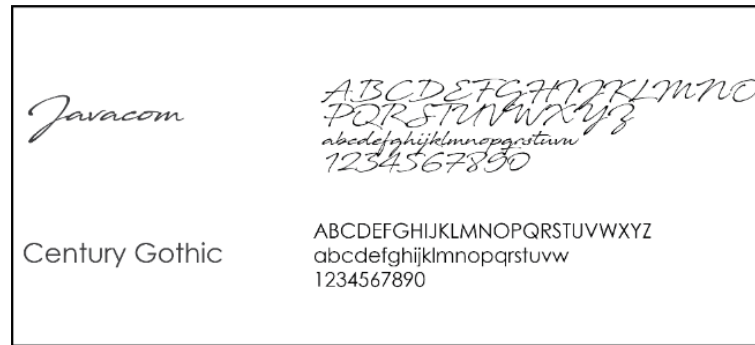 Javacom
ABCDEFGHIJKLMNO
PQRSTUVWXYZ
abcdefghijklmnopqrstuvw
1234567890
Century Gothic
ABCDEFGHIJKLMNOPQRSTUVWXYZ
abcdefghijklmnopqrstuvw
1234567890